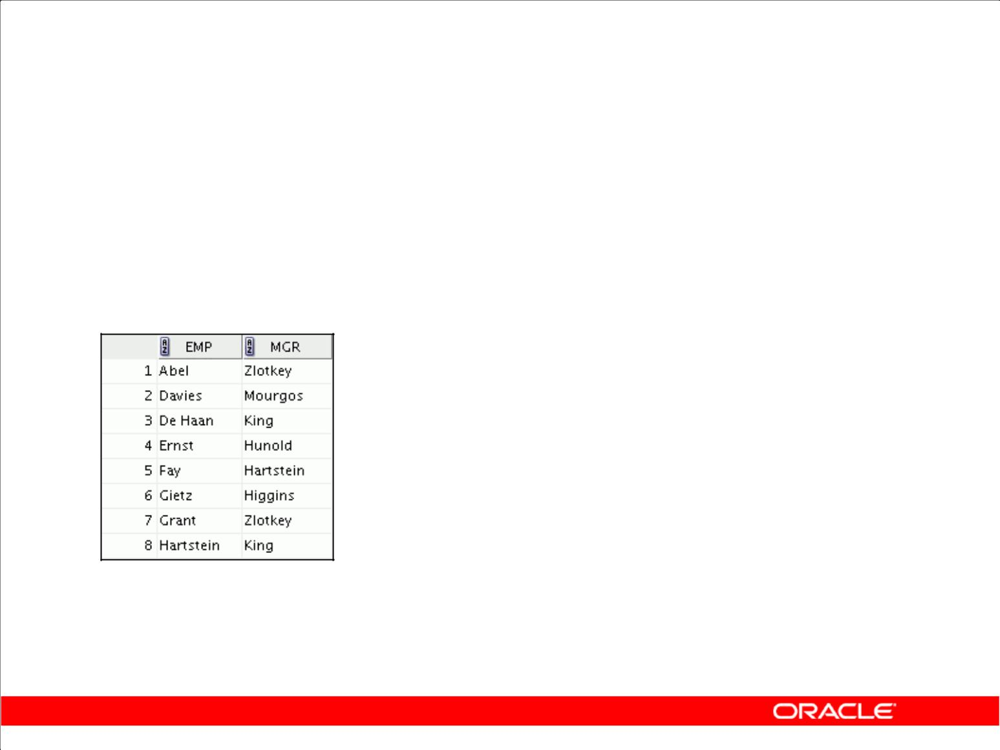 EMP MGR
1 Abel Zlotkey
2 Davies Mourgos
3 De Haan King
4 Ernst Hunold
5 Fay Hartstein
6 Gietz Higgins
7 Grant Zlotkey
8 Hartstein King
ORACLE